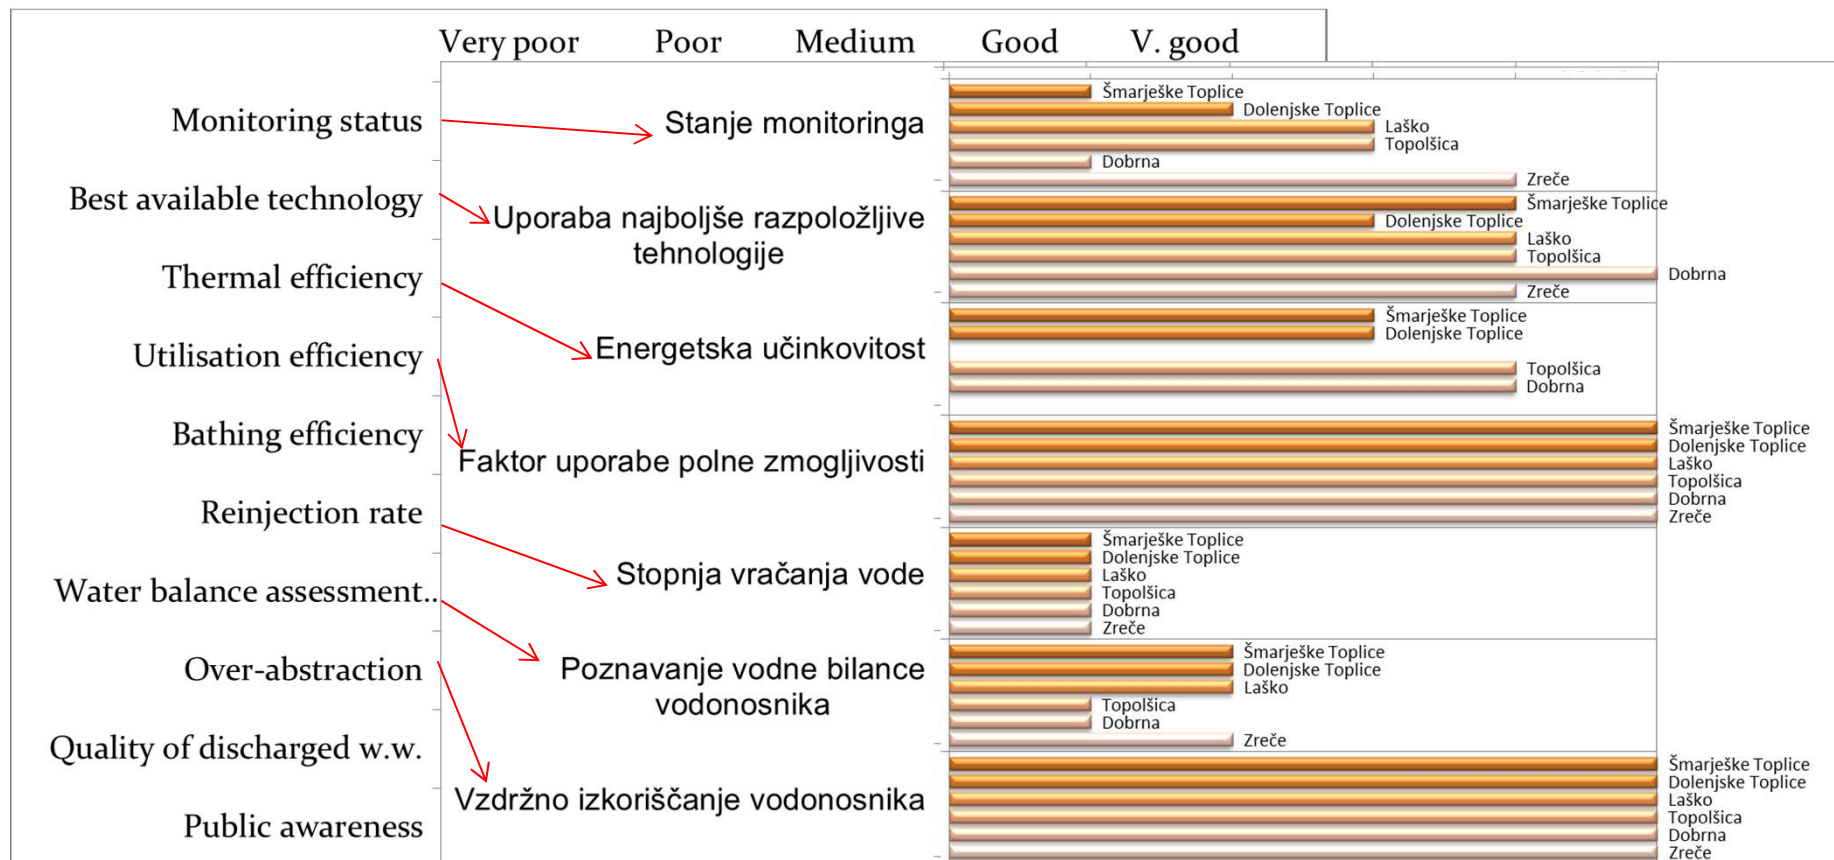 Very poor Poor Medium Good V. good
Monitoring status
Best available technology
Thermal efficiency
Utilisation efficiency
Bathing efficiency
Reinjection rate
Water balance assessment..
Over-abstraction
Quality of discharged w.w.
Public awareness
Stanje monitoringa
Šmarješke Toplice
Dolenjske Toplice
Laško
Topolšica
Dobrna
Zreče
Uporaba najboljše razpoložljive
tehnologije
Šmarješke Toplice
Dolenjske Toplice
Laško
Topolšica
Dobrna
Zreče
Energetska učinkovitost
Šmarješke Toplice
Dolenjske Toplice
Topolšica
Dobrna
Faktor uporabe polne zmogljivosti
Šmarješke Toplice
Dolenjske Toplice
Laško
Topolšica
Dobrna
Zreče
Stopnja vračanja vode
Šmarješke Toplice
Dolenjske Toplice
Laško
Topolšica
Dobrna
Zreče
Poznavanje vodne bilance
vodonosnika
Šmarješke Toplice
Dolenjske Toplice
Laško
Topolšica
Dobrna
Zreče
Vzdržno izkoriščanje vodonosnika
Šmarješke Toplice
Dolenjske Toplice
Laško
Topolšica
Dobrna
Zreče